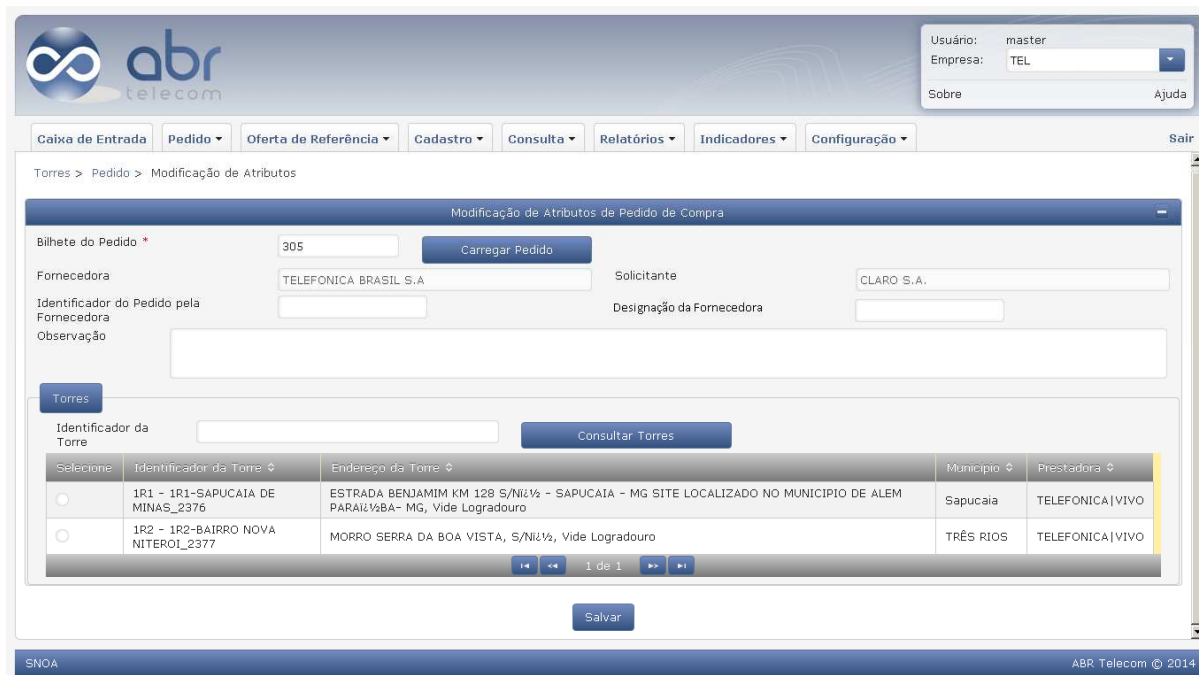 abr
telecom
Usuário: master
Empresa: TEL
Sobre Ajuda
Caixa de Entrada Pedido Oferta de Referência Cadastro Consulta Relatórios Indicadores Configuração Sair
Torres > Pedido > Modificação de Atributos
Modificação de Atributos de Pedido de Compra
Bilhete do Pedido * 305 Carregar Pedido
Fornecedora TELEFONICA BRASIL S.A Solicitante CLARO S.A.
Identificador do Pedido pela
Fornecedora Designação da Fornecedora
Observação
Torres
Identificador da
Torre Consultar Torres
Selecione Identificador da Torre Endereço da Torre Município Prestadora
1R1 - 1R1-SAPUCAIA DE
MINAS_2376 ESTRADA BENJAMIM KM 128 S/Nï¿½ - SAPUCAIA - MG SITE LOCALIZADO NO MUNICIPIO DE ALEM
PARAï¿½BA- MG, Vide Logradouro Sapucaia TELEFONICA|VIVO
1R2 - 1R2-BAIRRO NOVA
NITEROI_2377 MORRO SERRA DA BOA VISTA, S/Nï¿½, Vide Logradouro TRÊS RIOS TELEFONICA|VIVO
1 de 1
Salvar
SNOA ABR Telecom © 2014